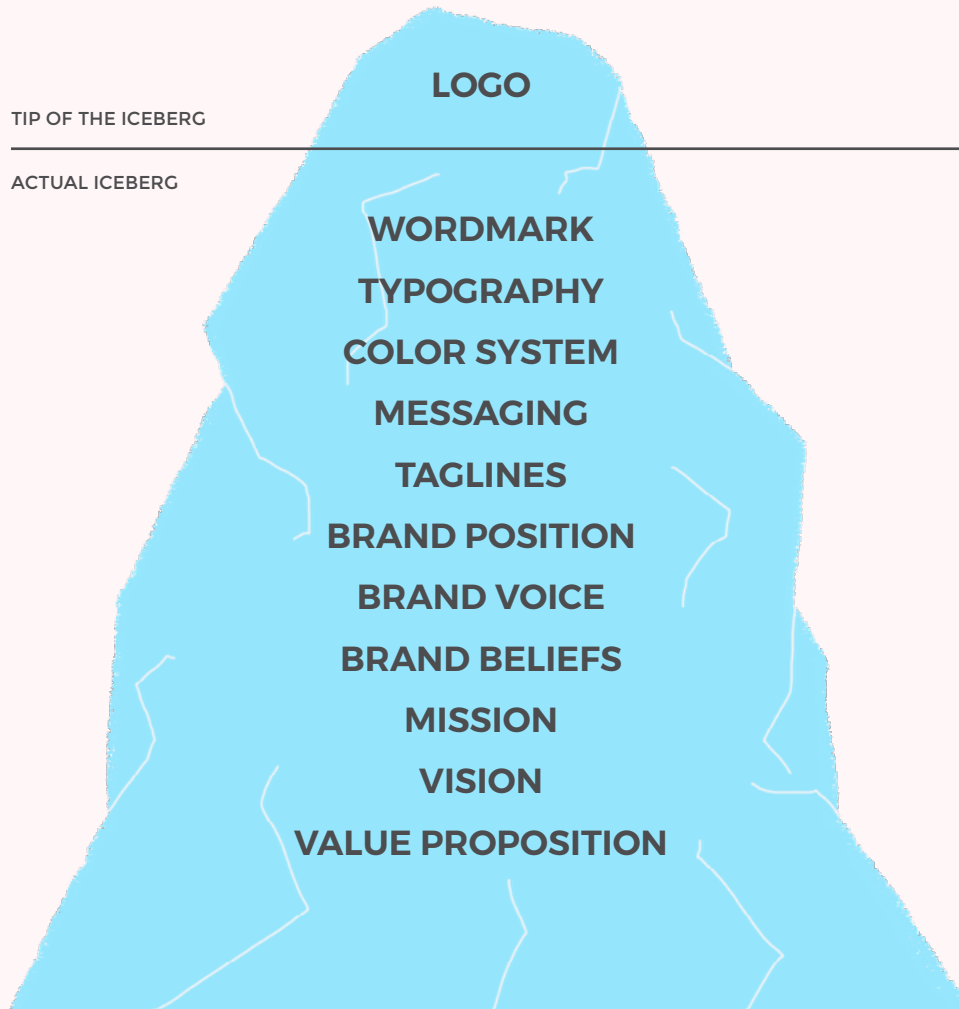 LOGO
TIP OF THE ICEBERG
ACTUAL ICEBERG
WORDMARK
TYPOGRAPHY
COLOR SYSTEM
MESSAGING
TAGLINES
BRAND POSITION
BRAND VOICE
BRAND BELIEFS
MISSION
VISION
VALUE PROPOSITION